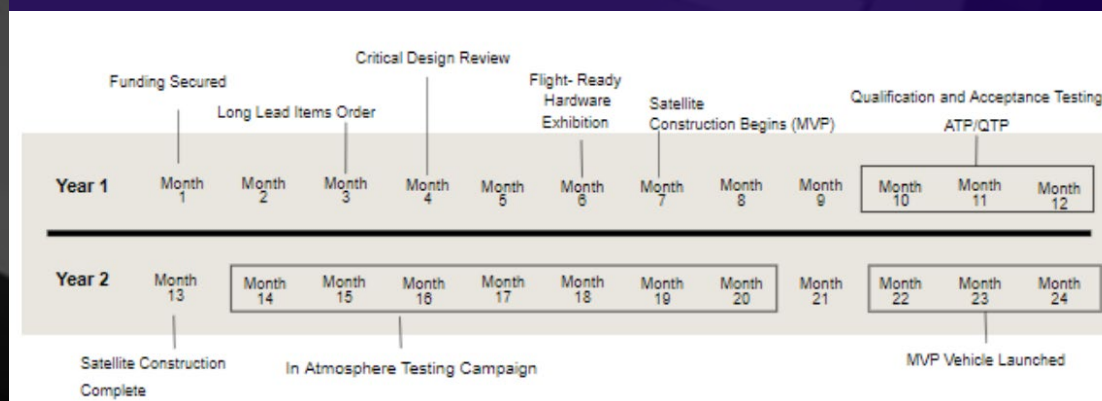 Critical Design Review
Funding Secured
Flight- Ready
Hardware
Exhibition
Long Lead Items Order
Satellite
Construction Begins (MVP)
Qualification and Acceptance Testing
ATP/QTP
Year 1
Month
1
Month
2
Month
3
Month
4
Month
5
Month
6
Month
7
Month
8
Month
9
Month
10
Month
11
Month
12
Year 2
Month
13
Month
14
Month
15
Month
16
Month
17
Month
18
Month
19
Month
20
Month
21
Month
22
Month
23
Month
24
Satellite Construction
Complete
In Atmosphere Testing Campaign
MVP Vehicle Launched